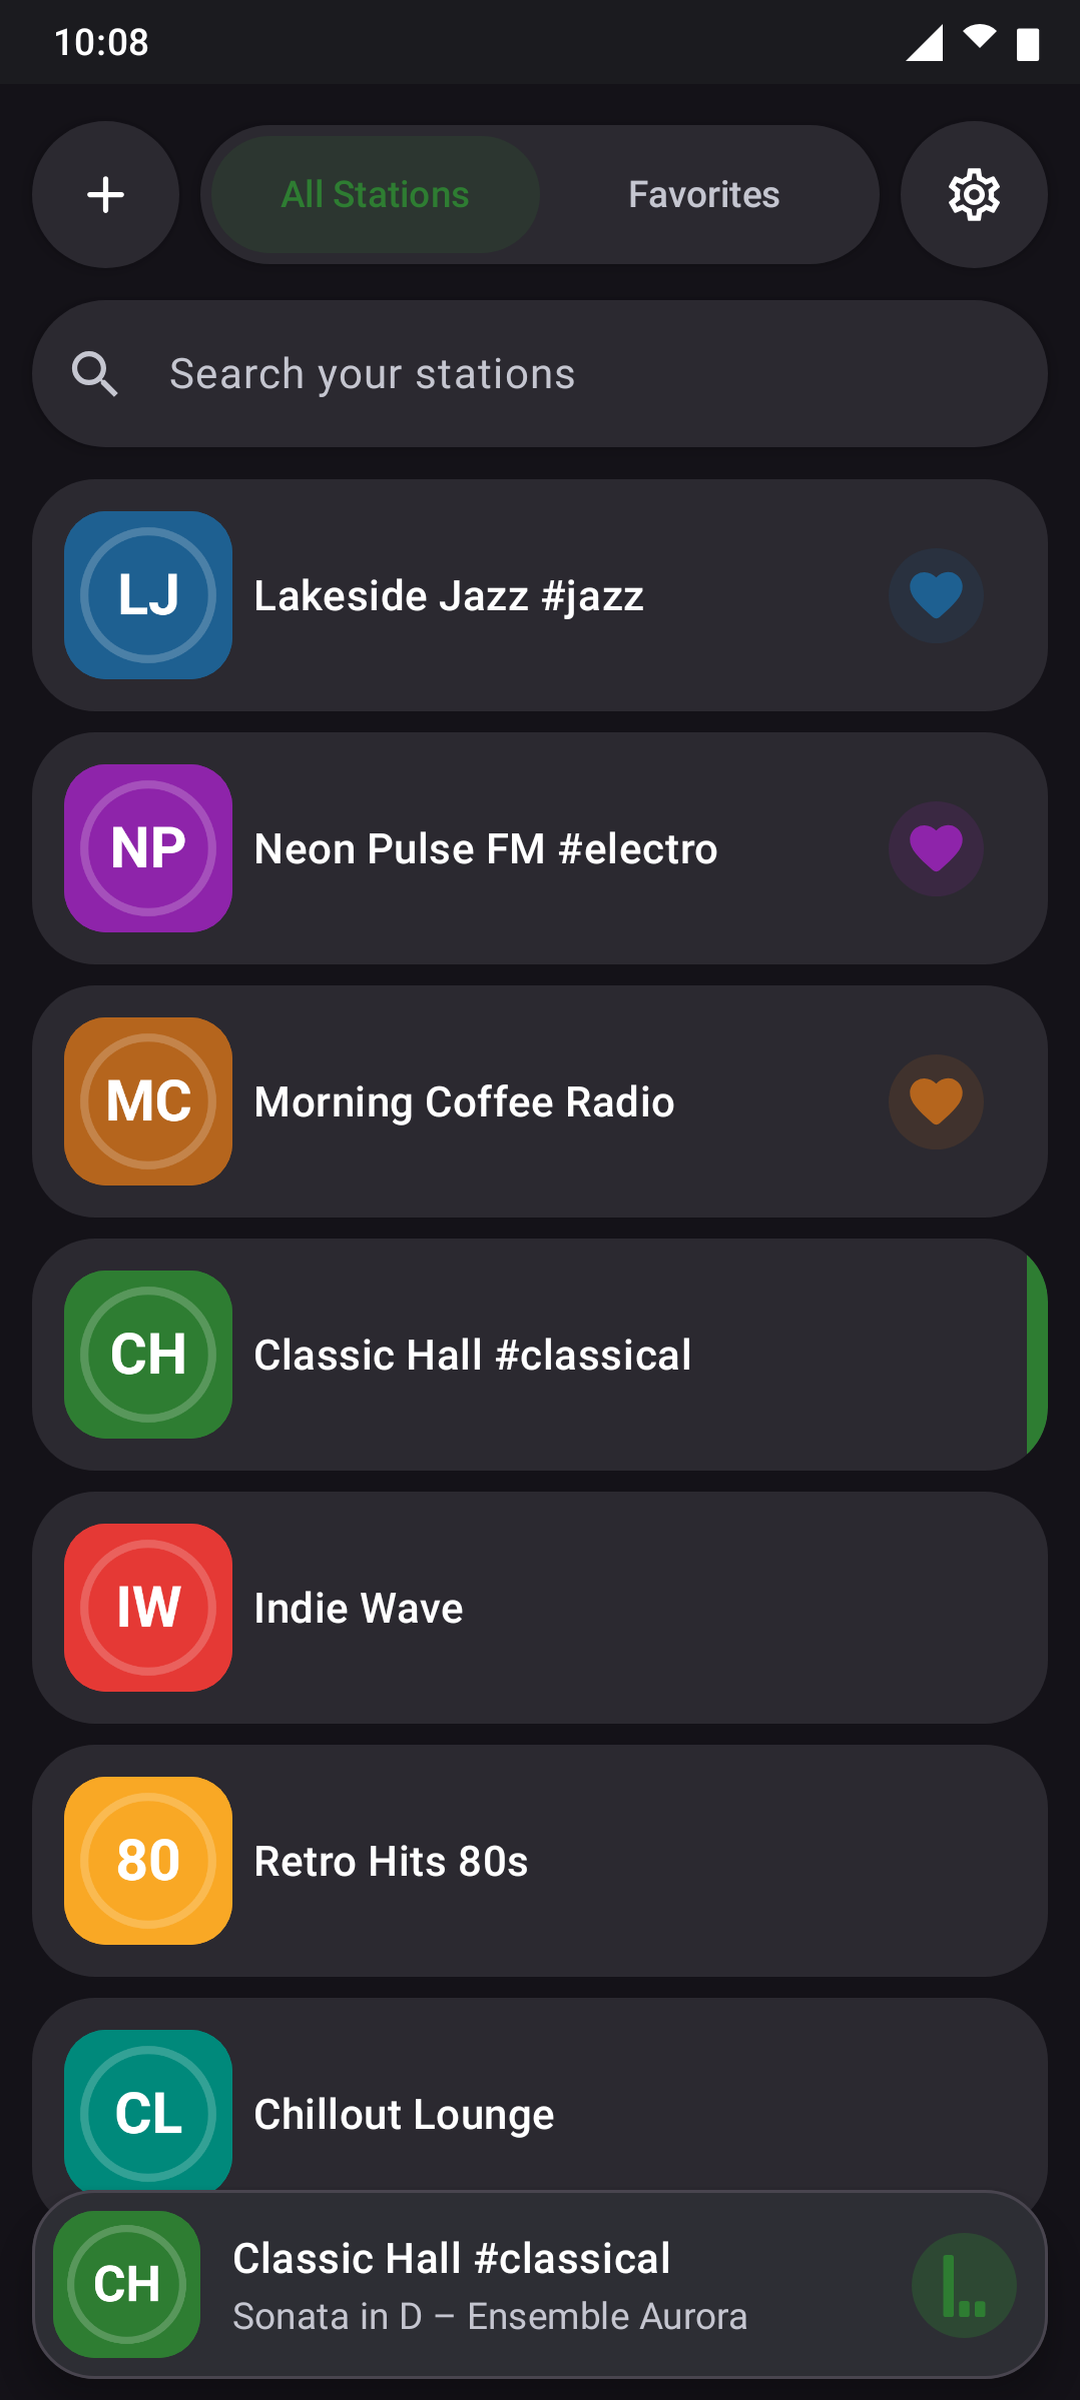 10:08
All Stations
Favorites
Search your stations
LJ
Lakeside Jazz #jazz
NP
Neon Pulse FM #electro
MC
Morning Coffee Radio
CH
Classic Hall #classical
IW
Indie Wave
80
Retro Hits 80s
CL
Chillout Lounge
CH
Classic Hall #classical
Sonata in D – Ensemble Aurora